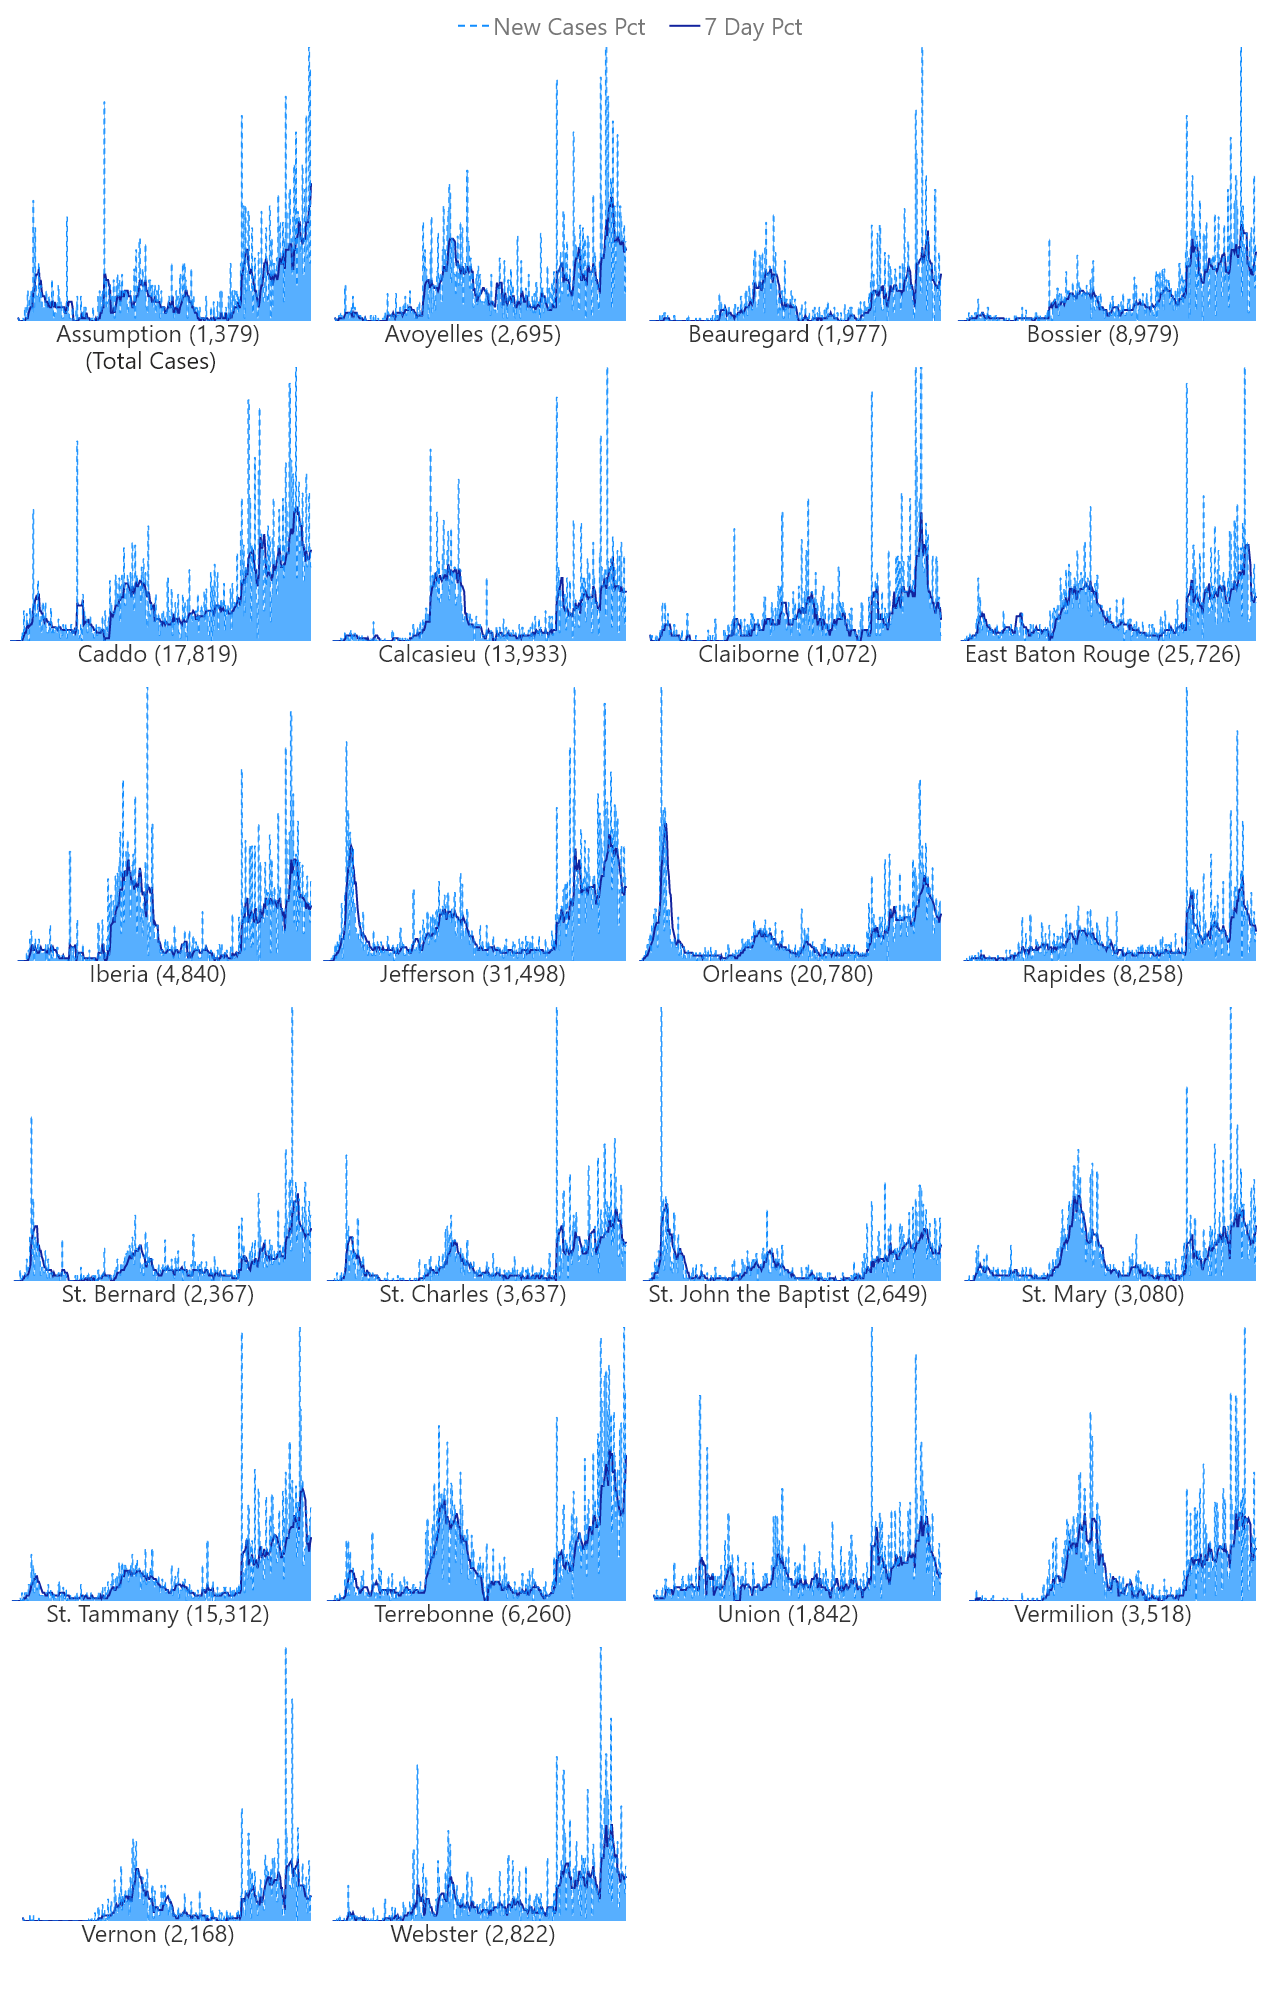 New Cases Pct 7 Day Pct
Assumption (1,379) Avoyelles (2,695) Beauregard (1,977) Bossier (8,979)
(Total Cases)
Caddo (17,819) Calcasieu (13,933) Claiborne (1,072) East Baton Rouge (25,726)
Iberia (4,840) Jefferson (31,498) Orleans (20,780) Rapides (8,258)
St. Bernard (2,367) St. Charles (3,637) St. John the Baptist (2,649) St. Mary (3,080)
St. Tammany (15,312) Terrebonne (6,260) Union (1,842) Vermilion (3,518)
Vernon (2,168) Webster (2,822)